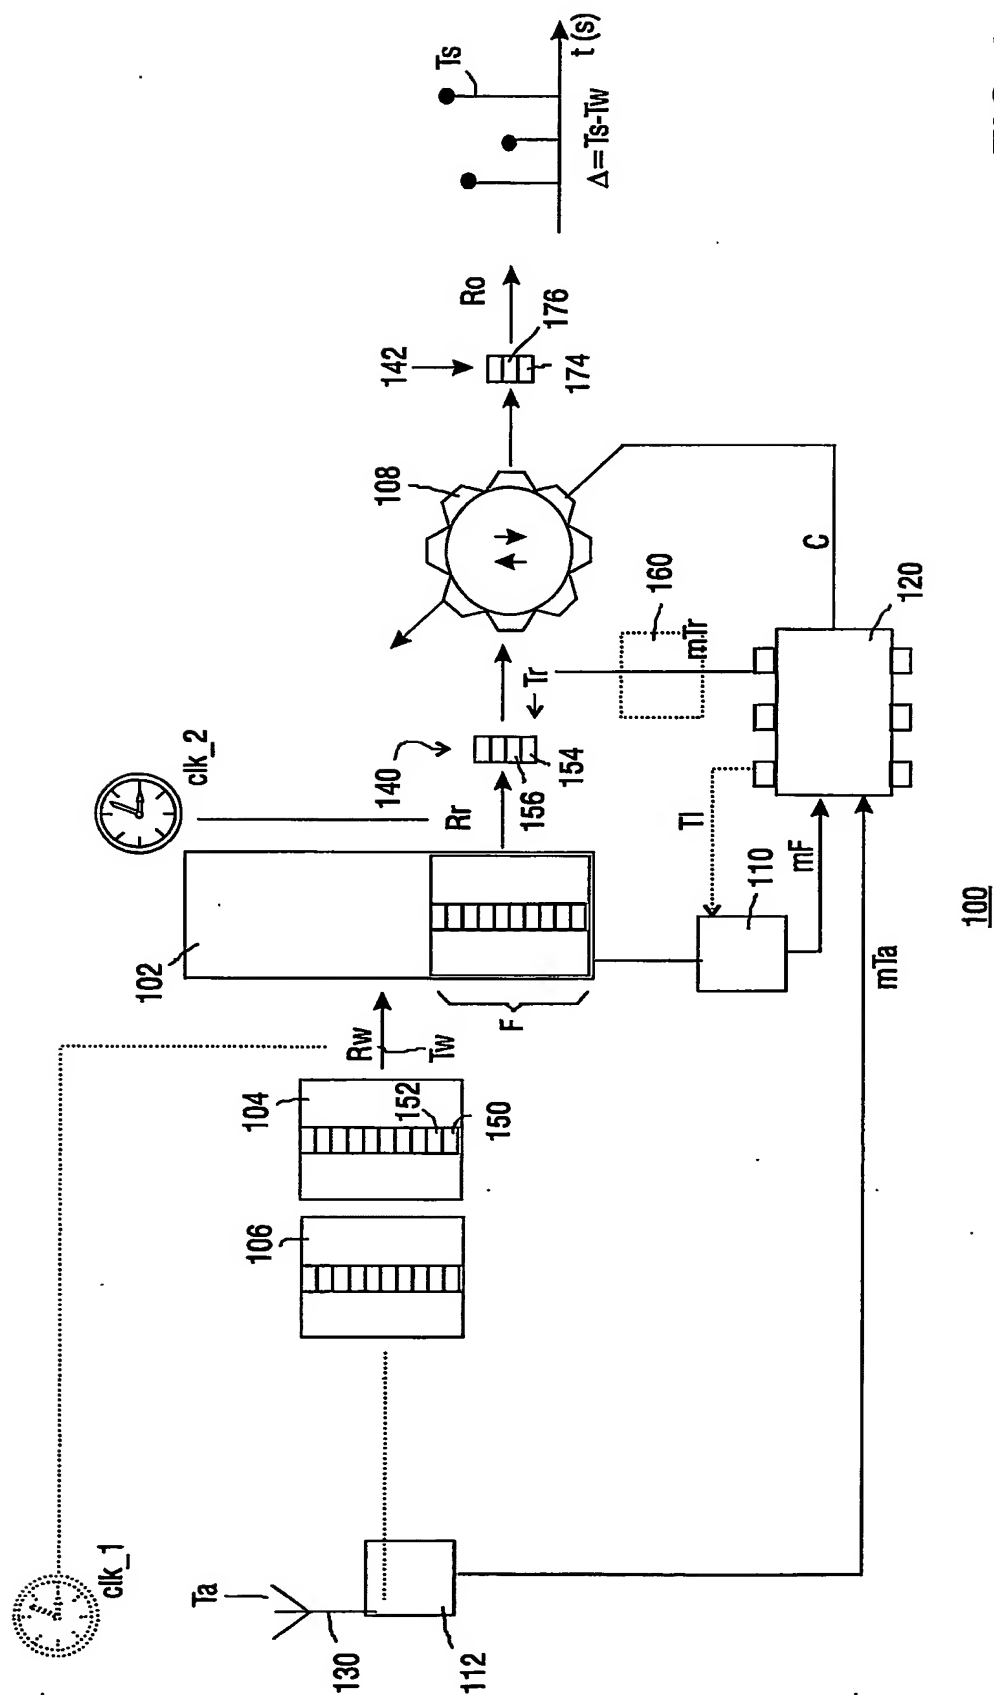 clk_1
Ta
130
112
106
104
152
150
Rw
Tw
102
F
clk_2
Rr
140
156
154
Tr
108
142
Ro
176
174
Ts
t(s)
Δ=Ts-Tw
160
mTr
C
120
Tl
110
mF
mTa
100